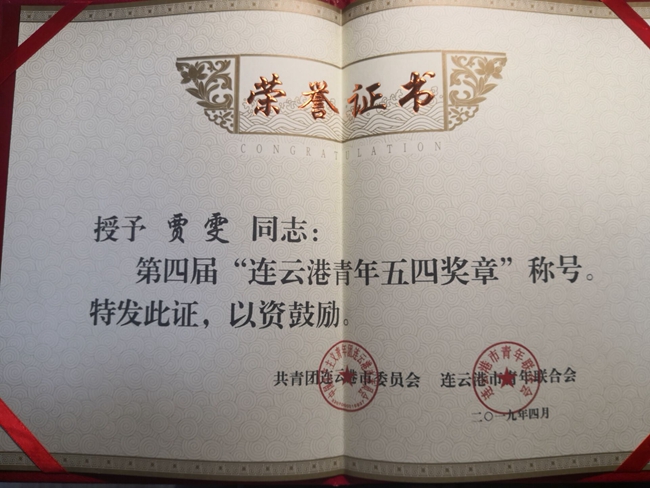 荣誉证书
CONGRATULATION
授予 贾雯 同志：
第四届“连云港青年五四奖章”称号。
特发此证，以资鼓励。
共青团连云港市委员会 连云港市青年联合会
二〇一九年四月